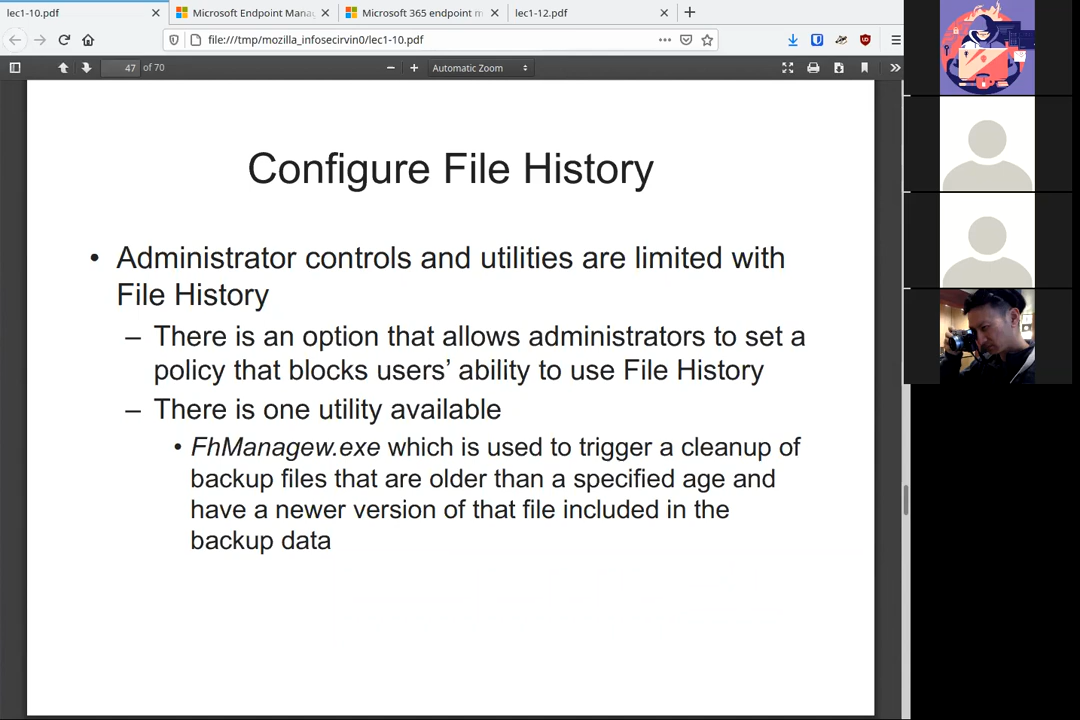 lec1-10.pdf
Microsoft Endpoint Mana
Microsoft 365 endpoint m
lec1-12.pdf
file:///tmp/mozilla_infosecirvin0/lec1-10.pdf
47 of 70
Automatic Zoom
Configure File History
• Administrator controls and utilities are limited with
File History
– There is an option that allows administrators to set a
policy that blocks users’ ability to use File History
– There is one utility available
• FhManagew.exe which is used to trigger a cleanup of
backup files that are older than a specified age and
have a newer version of that file included in the
backup data